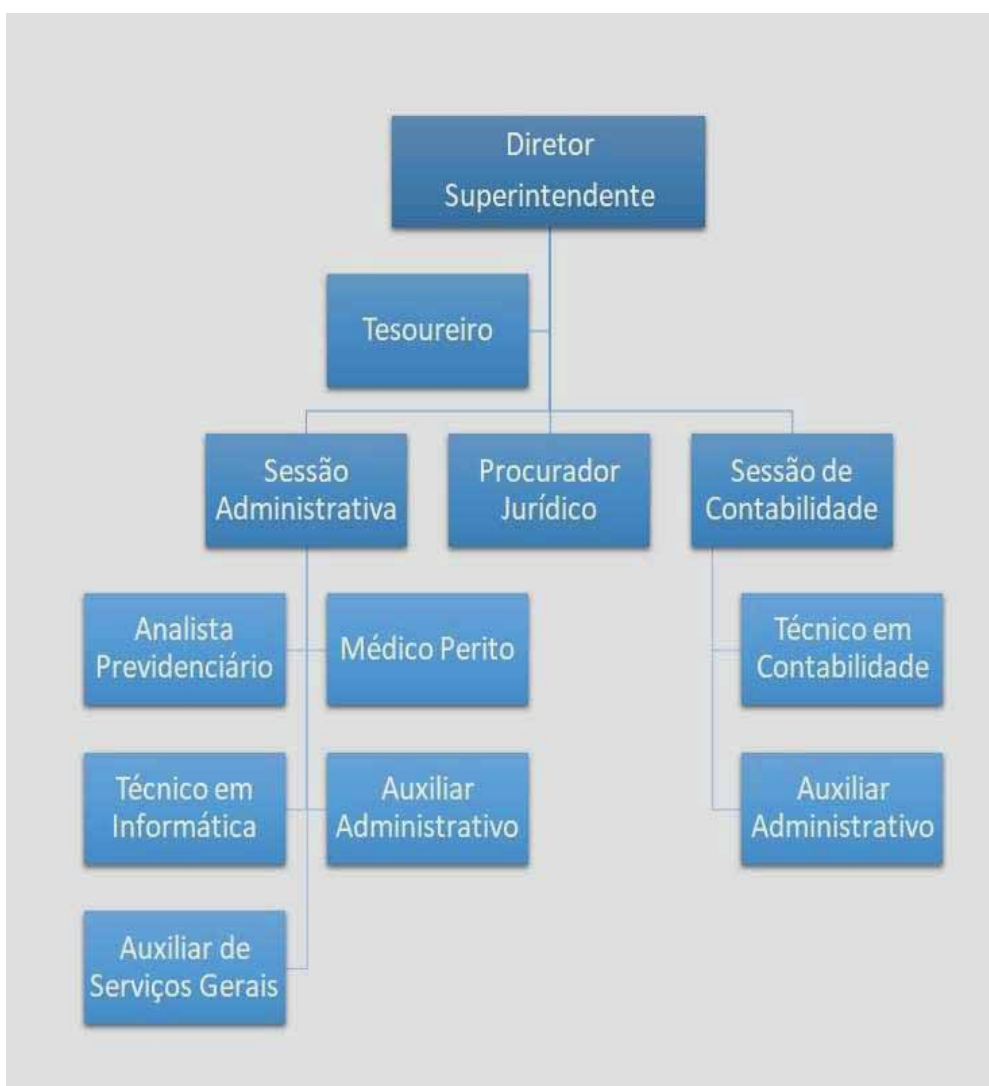 Diretor
Superintendente
Tesoureiro
Sessão
Administrativa
Procurador
Jurídico
Sessão de
Contabilidade
Analista
Previdenciário
Médico Perito
Técnico em
Contabilidade
Técnico em
Informática
Auxiliar
Administrativo
Auxiliar
Administrativo
Auxiliar de
Serviços Gerais